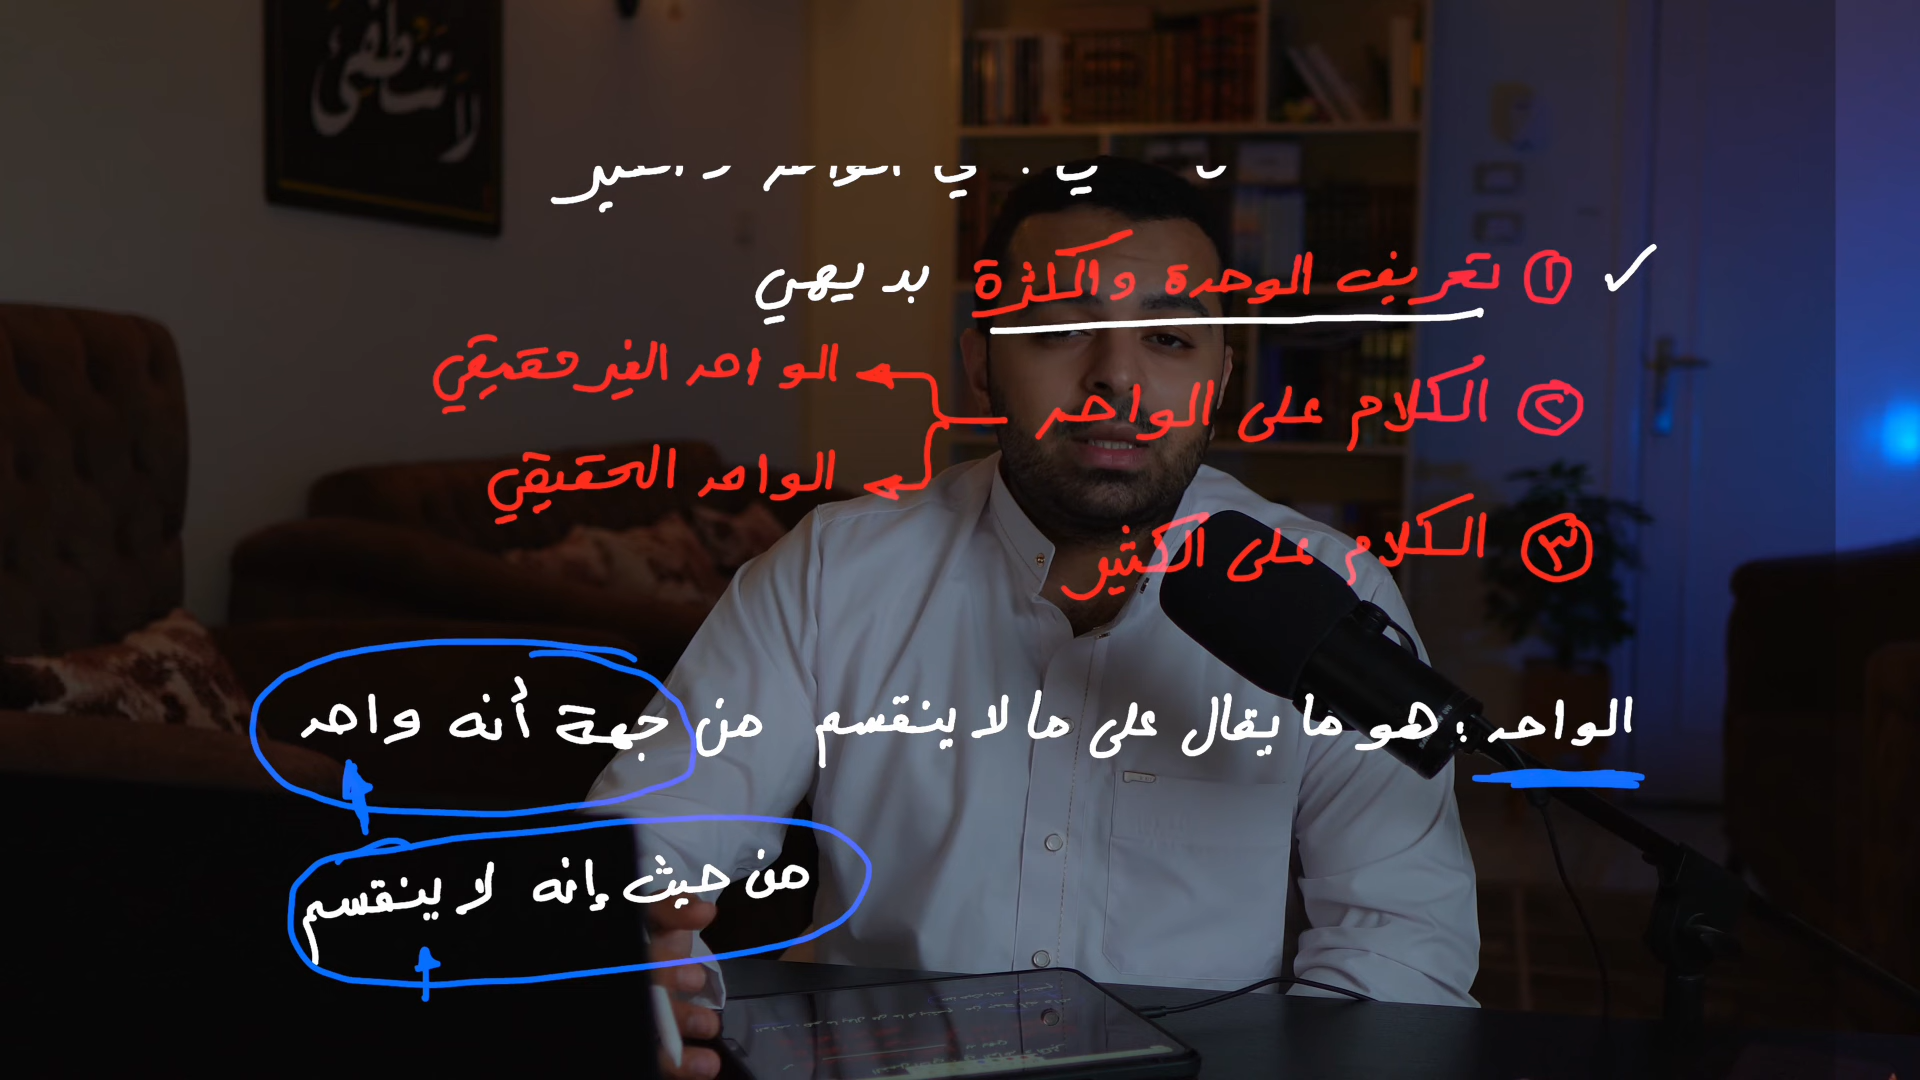 ① تعريف الوحدة والكثرة بديهي
② الكلام على الواحد
الواحد الغير حقيقي
الواحد الحقيقي
③ الكلام على الكثير
الواحد: هو ما يقال على ما لا ينقسم من جهة أنه واحد
من حيث إنه لا ينقسم